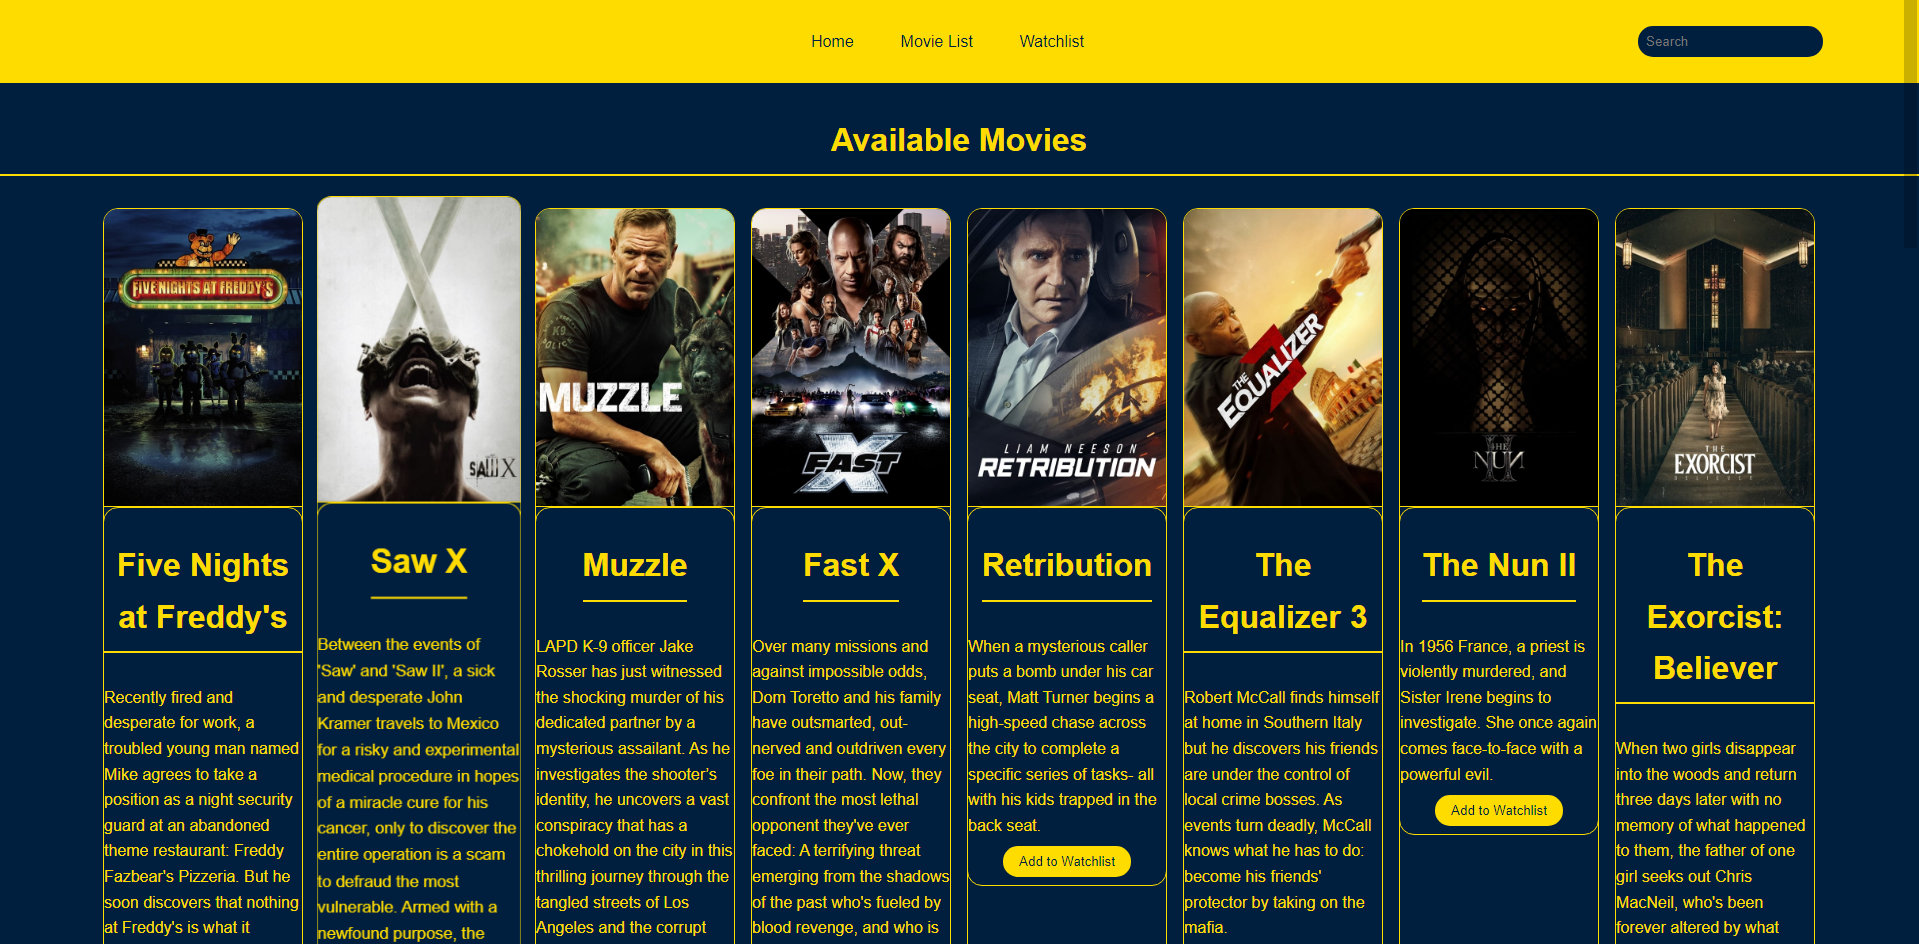 Home
Movie List
Watchlist
Search
Available Movies
FIVE NIGHTS AT FREDDY'S
Five Nights
at Freddy's
Recently fired and
desperate for work, a
troubled young man named
Mike agrees to take a
position as a night security
guard at an abandoned
theme restaurant: Freddy
Fazbear's Pizzeria. But he
soon discovers that nothing
at Freddy's is what it
SAW X
Saw X
Between the events of
'Saw' and 'Saw II', a sick
and desperate John
Kramer travels to Mexico
for a risky and experimental
medical procedure in hopes
of a miracle cure for his
cancer, only to discover the
entire operation is a scam
to defraud the most
vulnerable. Armed with a
newfound purpose, the
K9
POLICE
MUZZLE
Muzzle
LAPD K-9 officer Jake
Rosser has just witnessed
the shocking murder of his
dedicated partner by a
mysterious assailant. As he
investigates the shooter's
identity, he uncovers a vast
conspiracy that has a
chokehold on the city in this
thrilling journey through the
tangled streets of Los
Angeles and the corrupt
FAST X
Fast X
Over many missions and
against impossible odds,
Dom Toretto and his family
have outsmarted, out-
nerved and outdriven every
foe in their path. Now, they
confront the most lethal
opponent they've ever
faced: A terrifying threat
emerging from the shadows
of the past who's fueled by
blood revenge, and who is
LIAM NEESON
RETRIBUTION
Retribution
When a mysterious caller
puts a bomb under his car
seat, Matt Turner begins a
high-speed chase across
the city to complete a
specific series of tasks- all
with his kids trapped in the
back seat.
Add to Watchlist
THE
EQUALIZER
3
The
Equalizer 3
Robert McCall finds himself
at home in Southern Italy
but he discovers his friends
are under the control of
local crime bosses. As
events turn deadly, McCall
knows what he has to do:
become his friends'
protector by taking on the
mafia.
THE
NUN
II
The Nun II
In 1956 France, a priest is
violently murdered, and
Sister Irene begins to
investigate. She once again
comes face-to-face with a
powerful evil.
Add to Watchlist
THE
EXORCIST
BELIEVER
The
Exorcist:
Believer
When two girls disappear
into the woods and return
three days later with no
memory of what happened
to them, the father of one
girl seeks out Chris
MacNeil, who's been
forever altered by what